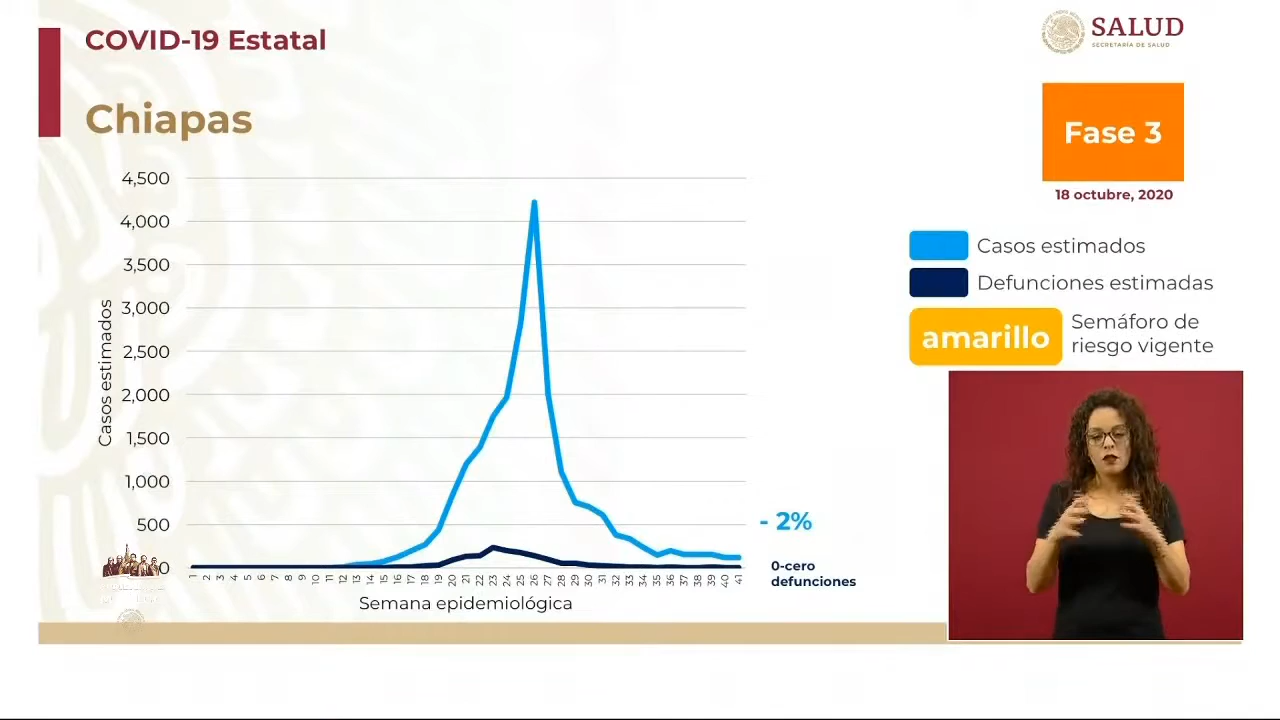 COVID-19 Estatal
SALUD
SECRETARÍA DE SALUD
Chiapas
Fase 3
18 octubre, 2020
Casos estimados
Defunciones estimadas
amarillo
Semáforo de
riesgo vigente
Casos estimados
4,500
4,000
3,500
3,000
2,500
2,000
1,500
1,000
500
0
- 2%
0-cero
defunciones
1 2 3 4 5 6 7 8 9 10 11 12 13 14 15 16 17 18 19 20 21 22 23 24 25 26 27 28 29 30 31 32 33 34 35 36 37 38 39 40 41
Semana epidemiológica